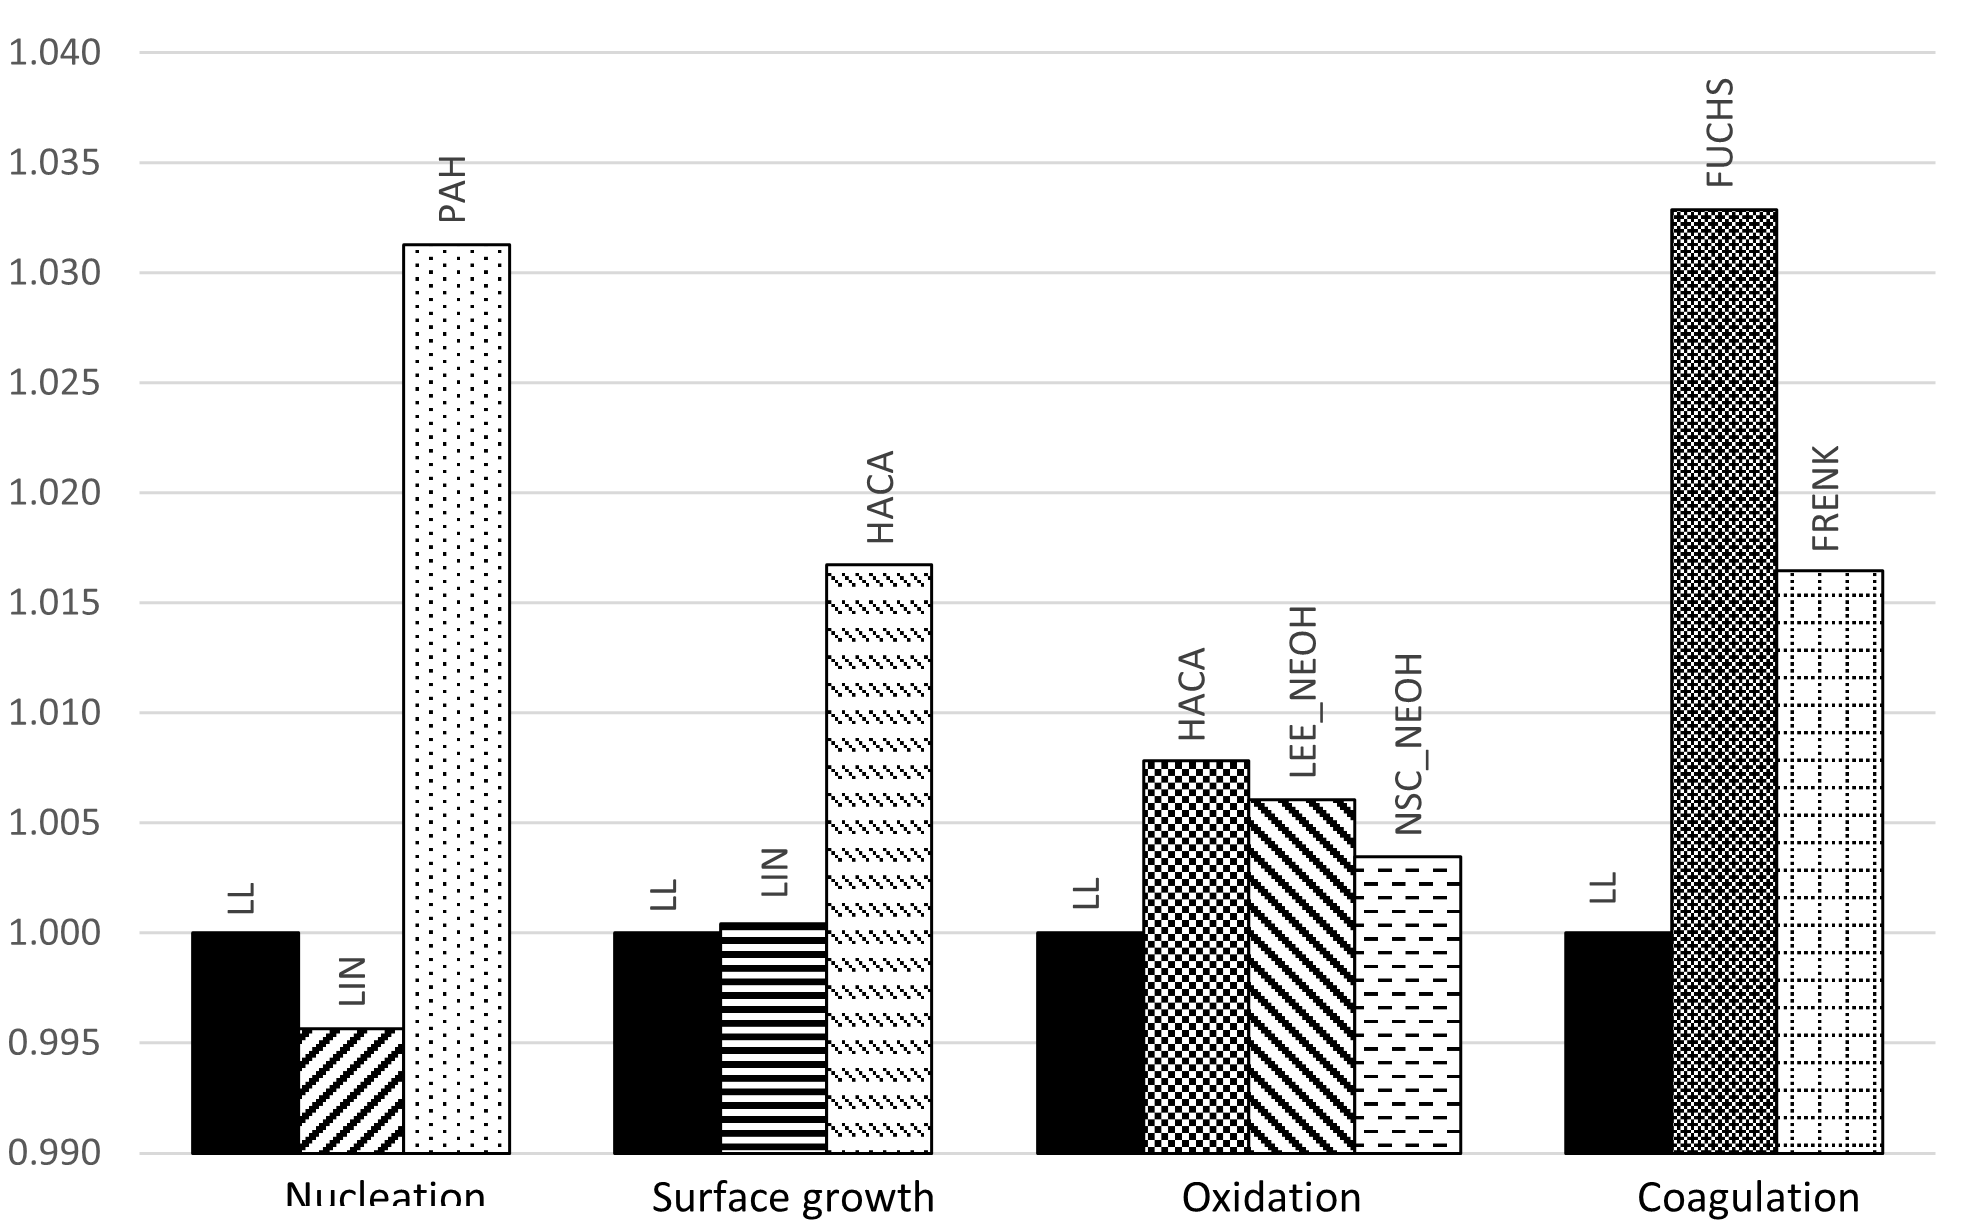 1.040
1.035
1.030
1.025
1.020
1.015
1.010
1.005
1.000
0.995
0.990
LL
LIN
PAH
LL
LIN
HACA
LL
HACA
LEE_NEOH
NSC_NEOH
LL
FUCHS
FRENK
Nucleation
Surface growth
Oxidation
Coagulation